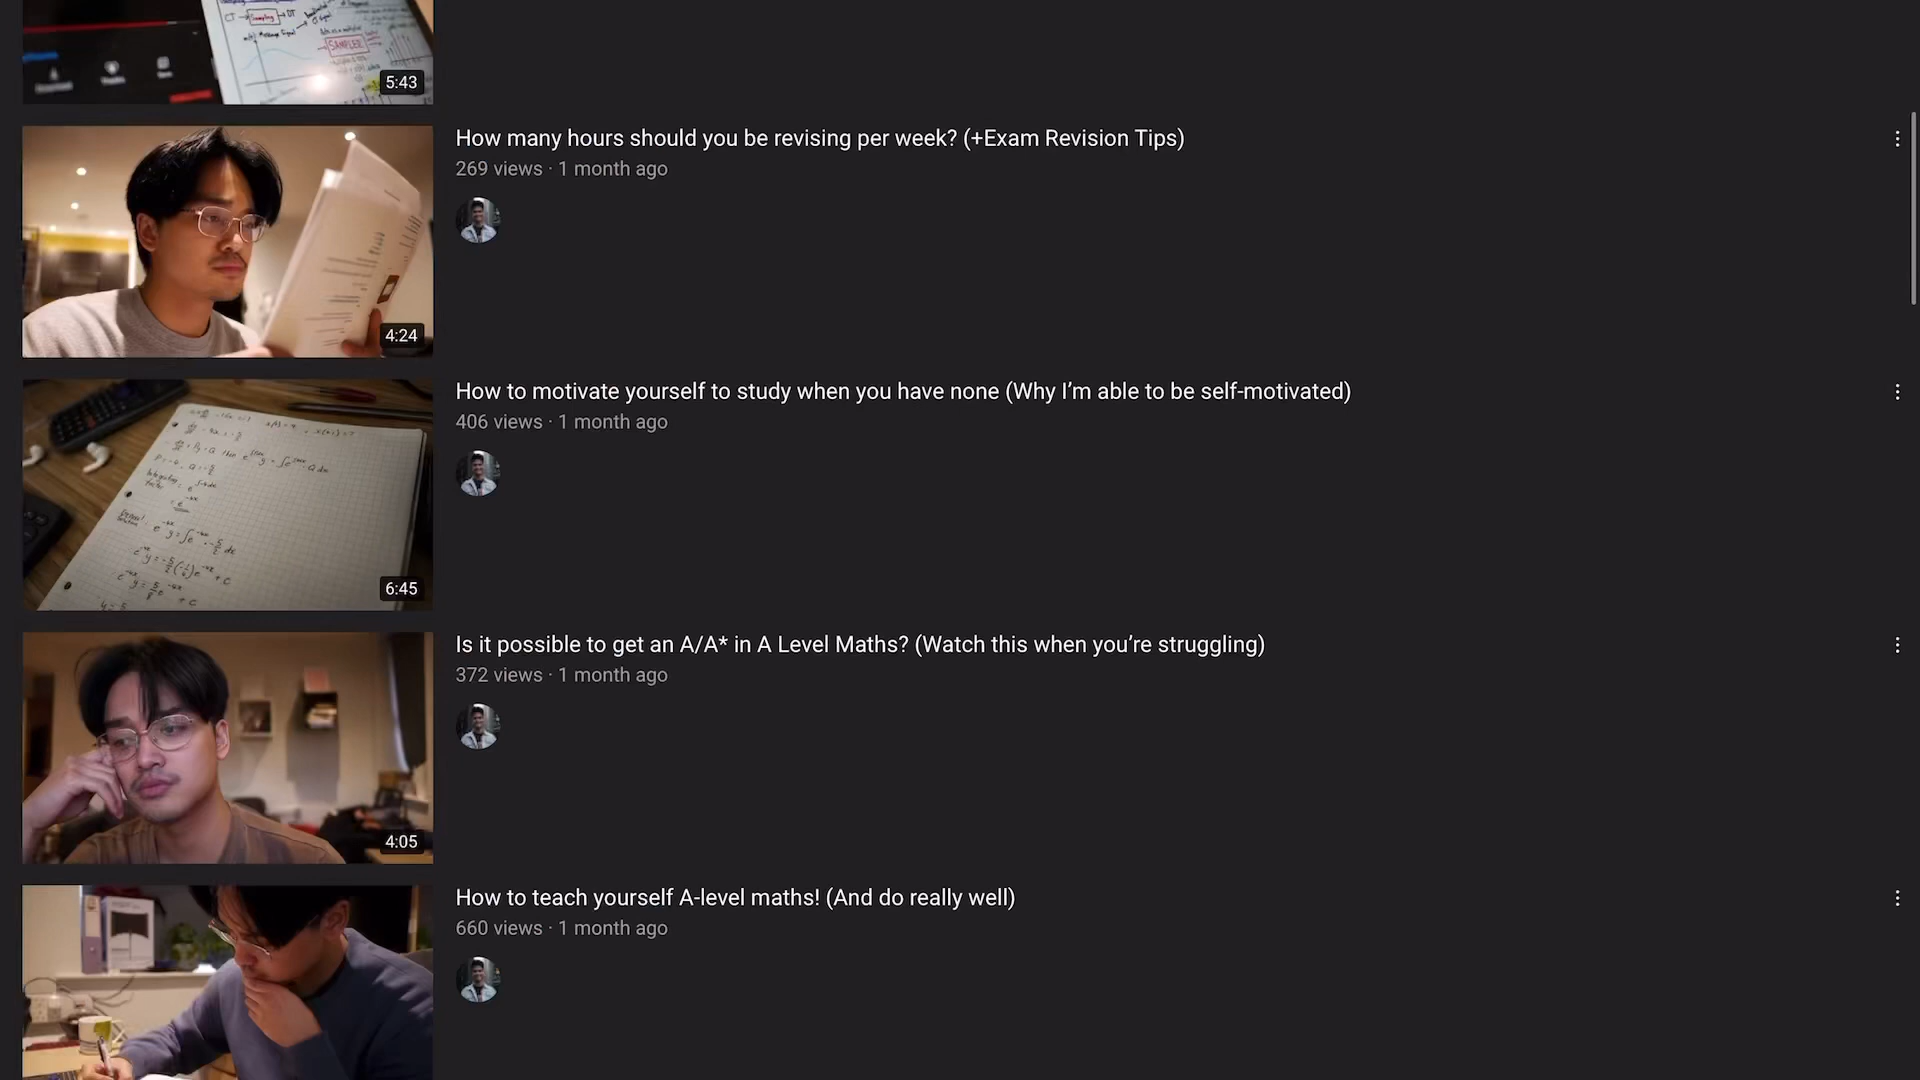 5:43
How many hours should you be revising per week? (+Exam Revision Tips)
269 views · 1 month ago
4:24
How to motivate yourself to study when you have none (Why I’m able to be self-motivated)
406 views · 1 month ago
6:45
Is it possible to get an A/A* in A Level Maths? (Watch this when you’re struggling)
372 views · 1 month ago
4:05
How to teach yourself A-level maths! (And do really well)
660 views · 1 month ago